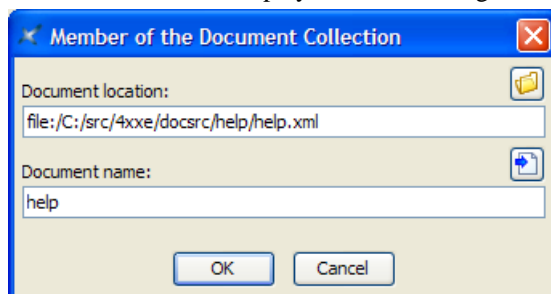 Member of the Document Collection
Document location:
file:/C:/src/4xxe/docsrc/help/help.xml
Document name:
help
OK
Cancel